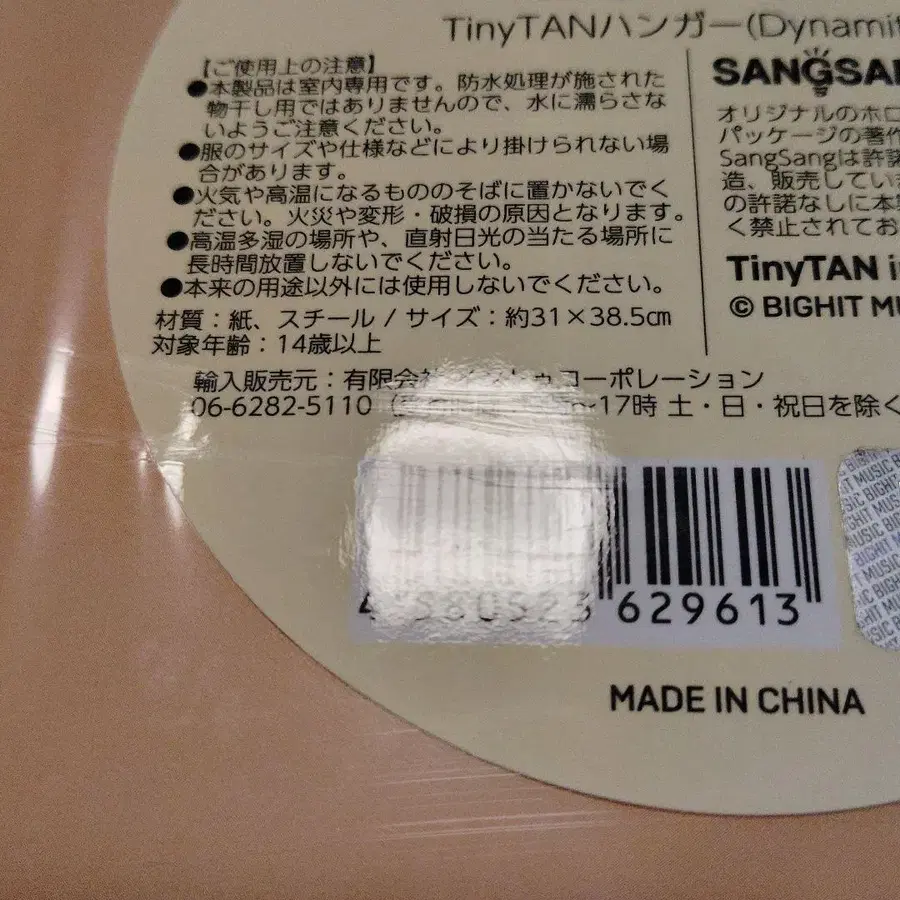 TinyTANハンガー(Dynamit
【ご使用上の注意】
●本製品は室内専用です。防水処理が施された
物干し用ではありませんので、水に濡らさな
いようご注意ください。
●服のサイズや仕様などにより掛けられない場
合があります。
●火気や高温になるもののそばに置かないでく
ださい。火災や変形・破損の原因となります。
●高温多湿の場所や、直射日光の当たる場所に
長時間放置しないでください。
●本来の用途以外には使用しないでください。
材質：紙、スチール / サイズ：約31×38.5㎝
対象年齢：14歳以上
SANGSA
オリジナルのホロ
パッケージの著作
SangSangは許諾
造、販売してい
の許諾なしに本
く禁止されてお
TinyTAN i
© BIGHIT MU
輸入販売元：有限会社 コーポレーション
06-6282-5110 17時 土・日・祝日を除く
629613
BIGHIT MUSIC
MADE IN CHINA